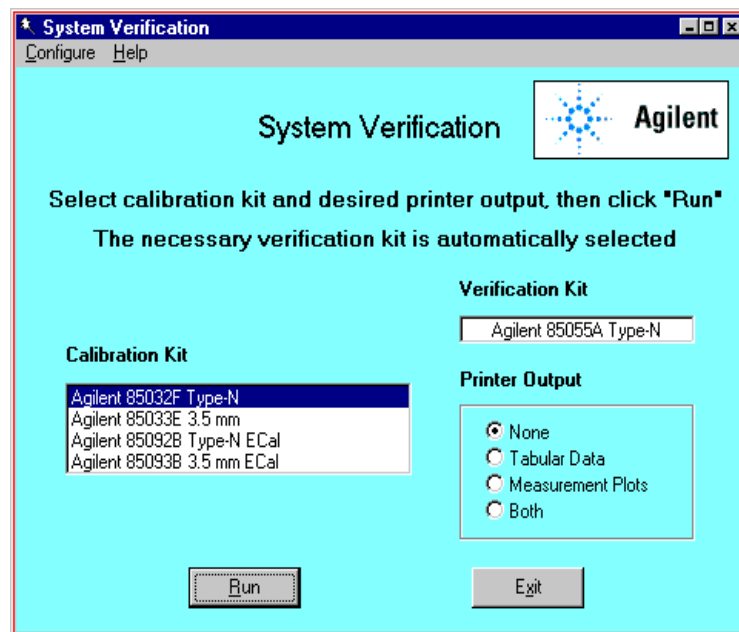 System Verification
Configure Help
System Verification
Agilent
Select calibration kit and desired printer output, then click "Run"
The necessary verification kit is automatically selected
Verification Kit
Agilent 85055A Type-N
Calibration Kit
Agilent 85032F Type-N
Agilent 85033E 3.5 mm
Agilent 85092B Type-N ECal
Agilent 85093B 3.5 mm ECal
Printer Output
None
Tabular Data
Measurement Plots
Both
Run
Exit